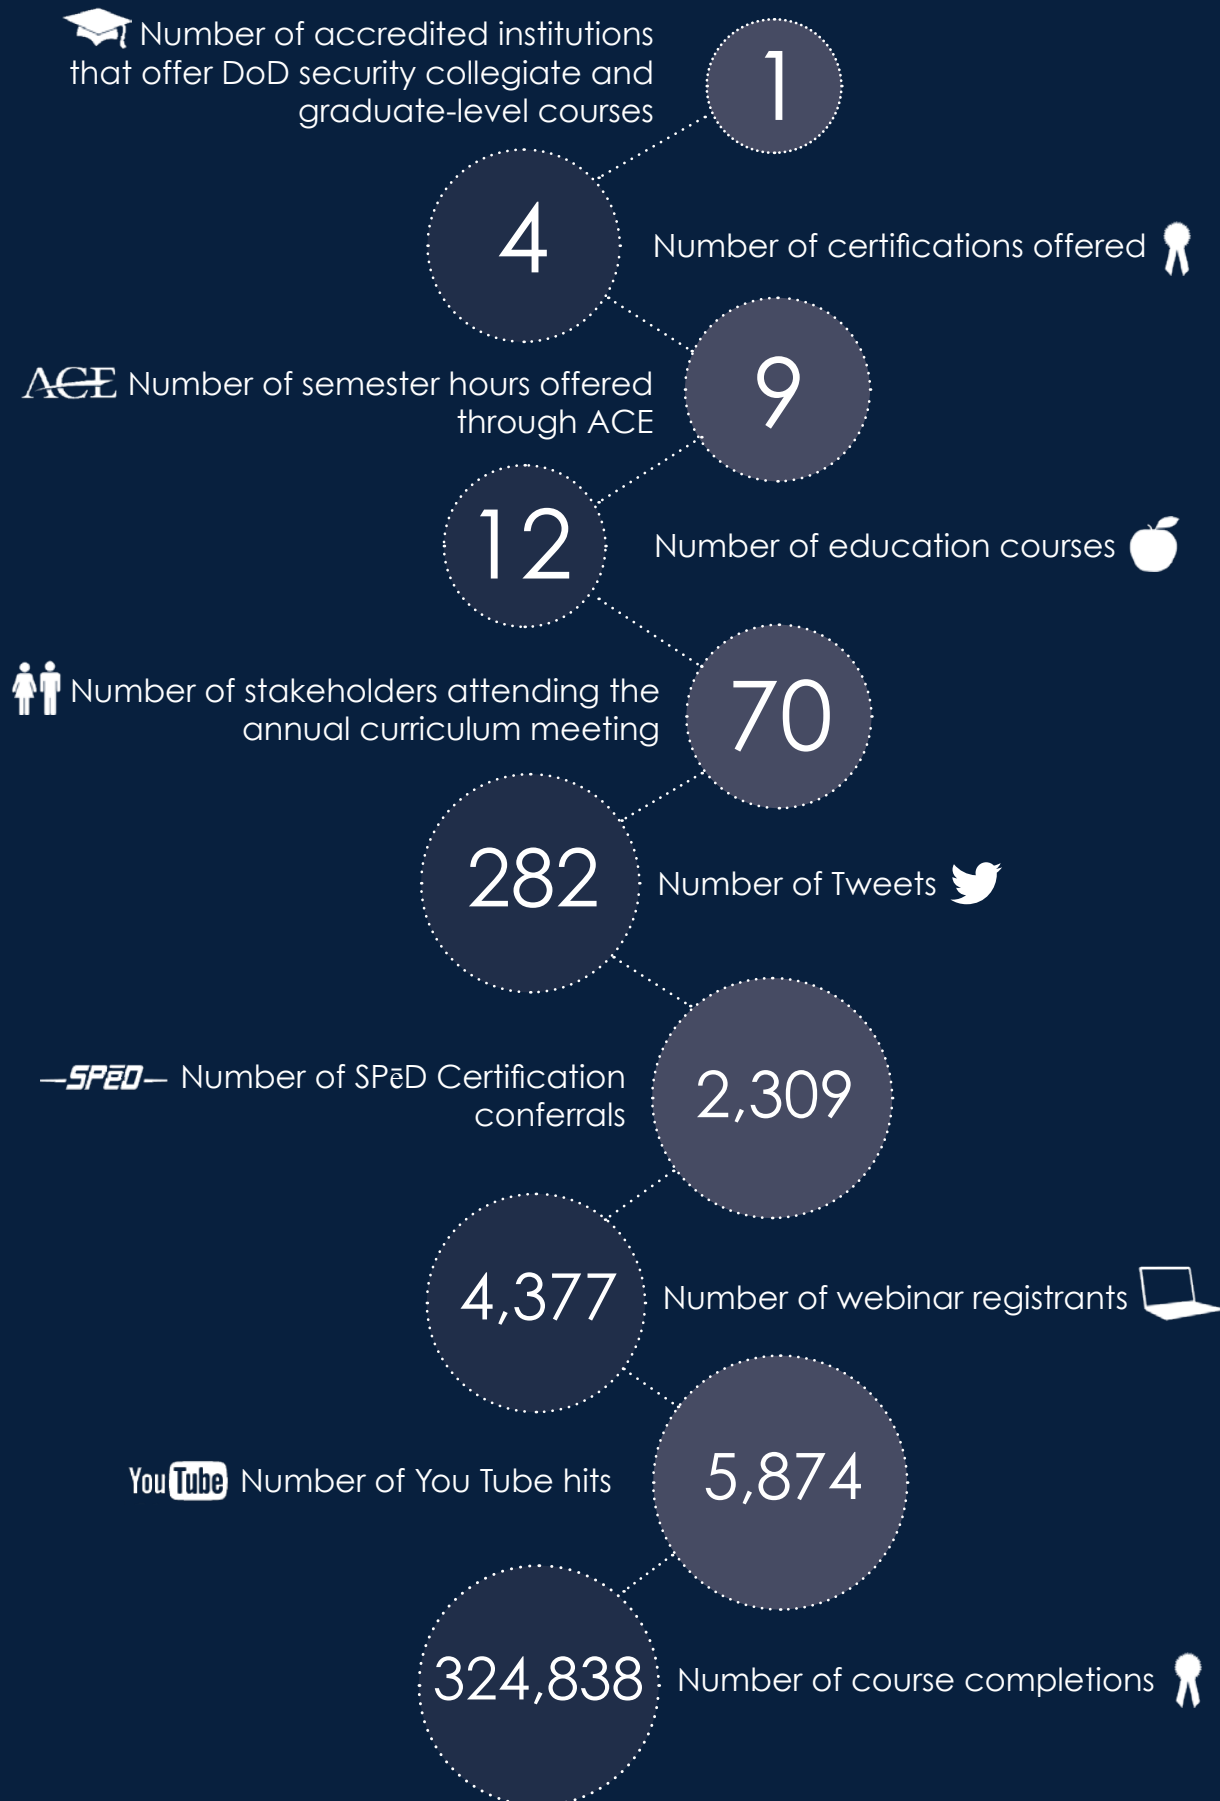 Number of accredited institutions
that offer DoD security collegiate and
graduate-level courses
1
4
Number of certifications offered
ACE Number of semester hours offered
through ACE
9
12
Number of education courses
Number of stakeholders attending the
annual curriculum meeting
70
282
Number of Tweets
SPēD Number of SPēD Certification
conferrals
2,309
4,377
Number of webinar registrants
You Tube Number of You Tube hits
5,874
324,838
Number of course completions